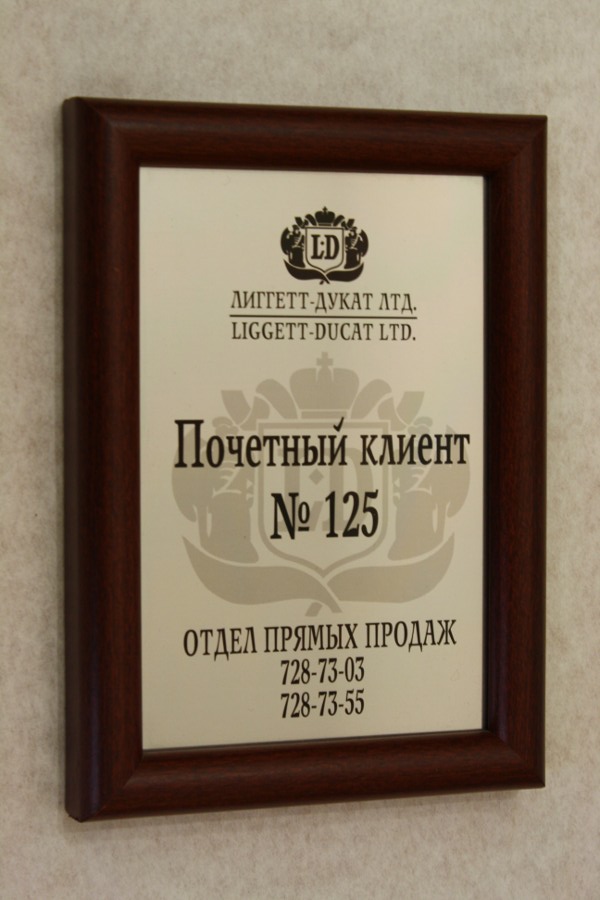 L·D
ЛИГГЕТТ-ДУКАТ ЛТД.
LIGGETT-DUCAT LTD.
Почетный клиент
№ 125
ОТДЕЛ ПРЯМЫХ ПРОДАЖ
728-73-03
728-73-55